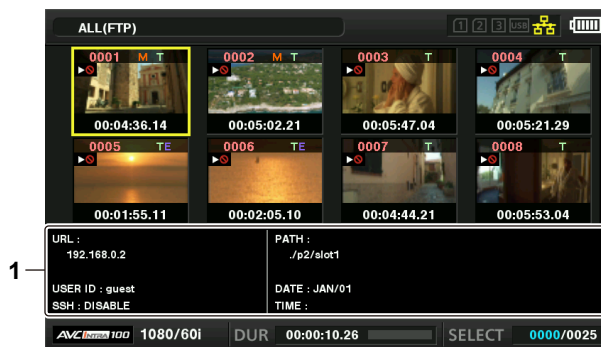 ALL(FTP) 1 2 3 USB
0001 M T 0002 M T 0003 T 0004 T
00:04:36.14 00:05:02.21 00:05:47.04 00:05:21.29
0005 TE 0006 TE 0007 T 0008 T
00:01:55.11 00:02:05.10 00:04:44.21 00:05:53.04
1
URL : PATH :
192.168.0.2 ./p2/slot1
USER ID : guest DATE : JAN/01
SSH : DISABLE TIME :
AVC INTRA 100 1080/60i DUR 00:00:10.26 SELECT 0000/0025